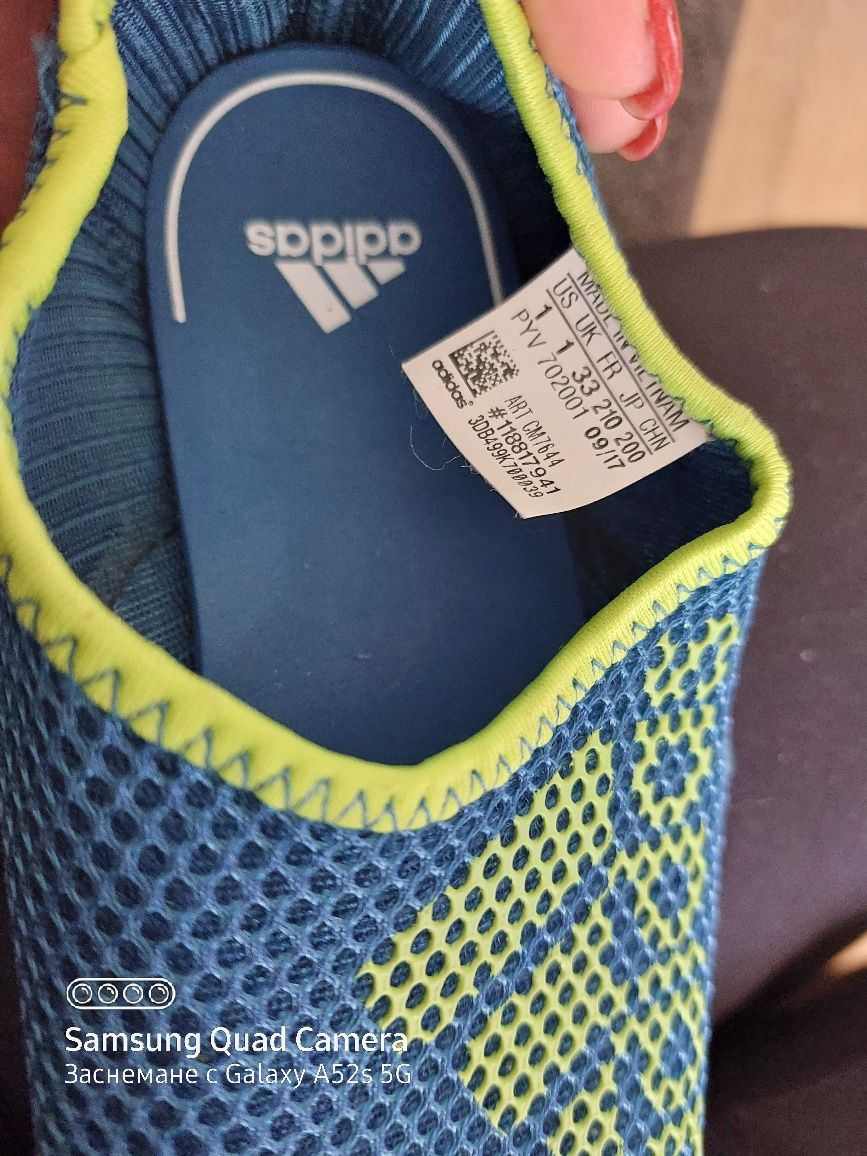 adidas
MADE IN VIETNAM
US UK FR JP CHN
1 1 33 210 200
PYV 702001 09/17
ART CM7644
#118817941
3DB499K700039
adidas
Samsung Quad Camera
Заснемане с Galaxy A52s 5G